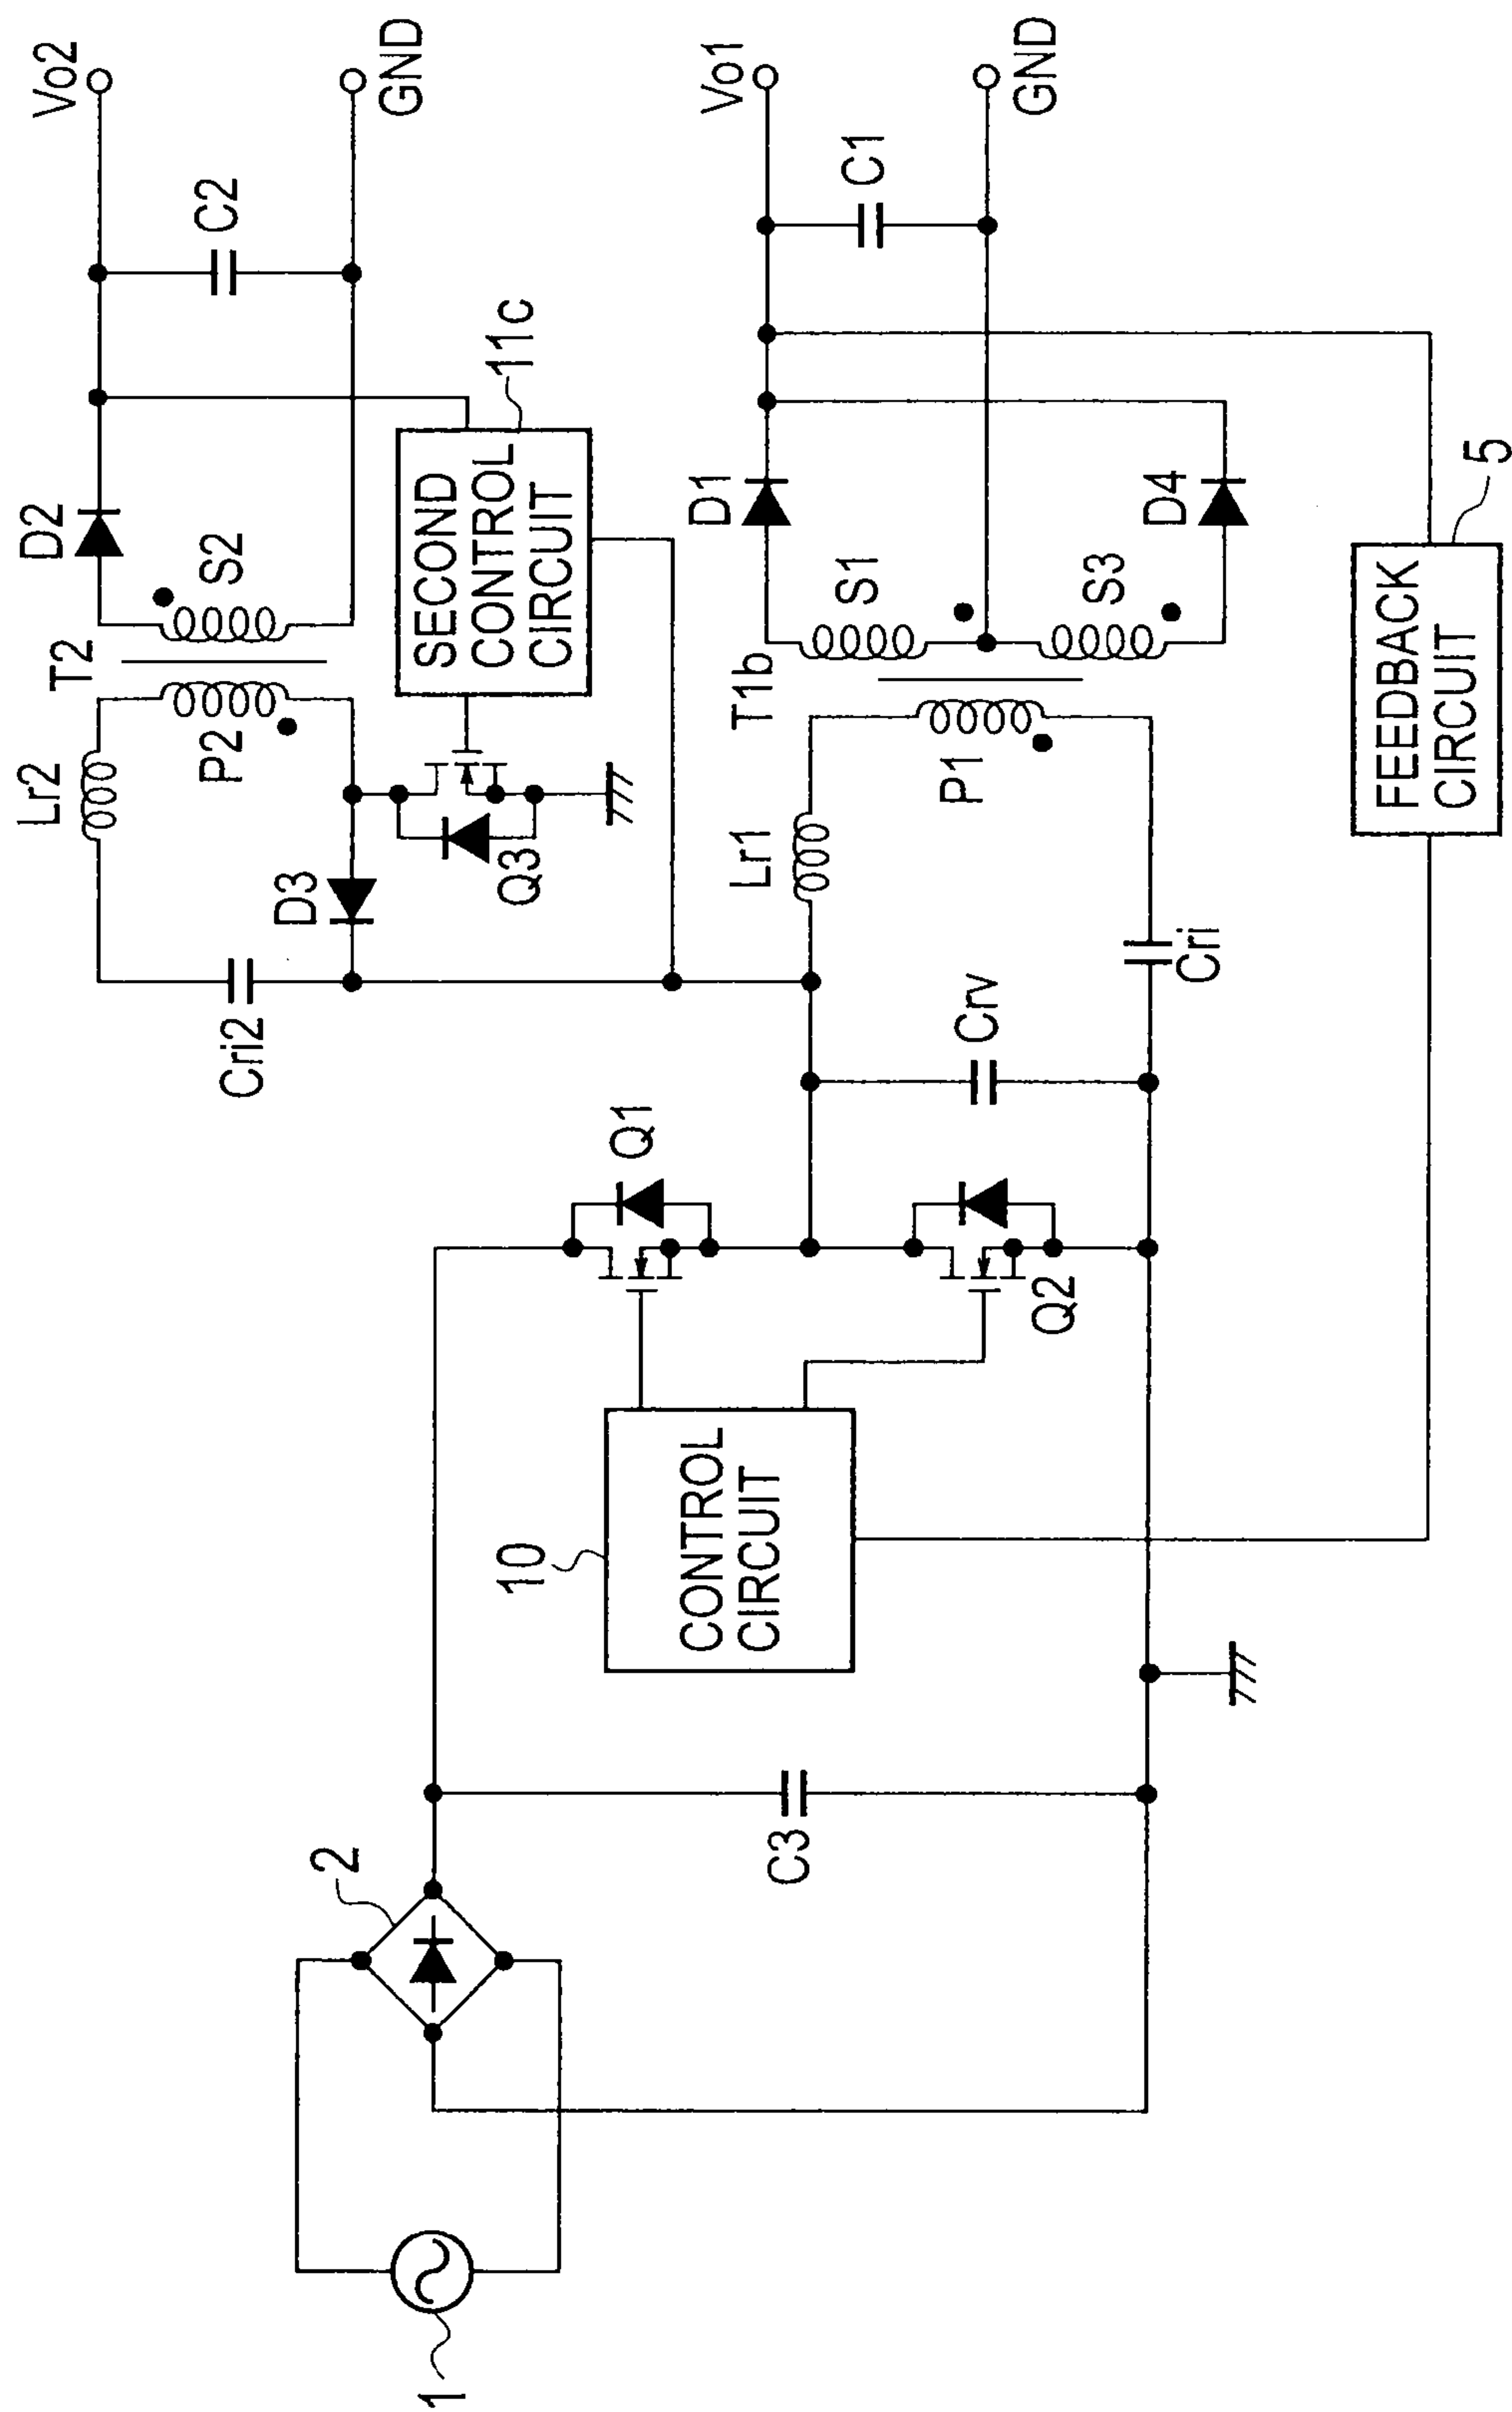 1
2
C3
10
CONTROL
CIRCUIT
Q1
Q2
Crv
Cri
Cri2
Lr2
D3
Q3
Lr1
T2
P2
S2
D2
SECOND
CONTROL
CIRCUIT
11c
C2
Vo2
GND
T1b
P1
S1
S3
D1
D4
C1
Vo1
GND
FEEDBACK
CIRCUIT
5